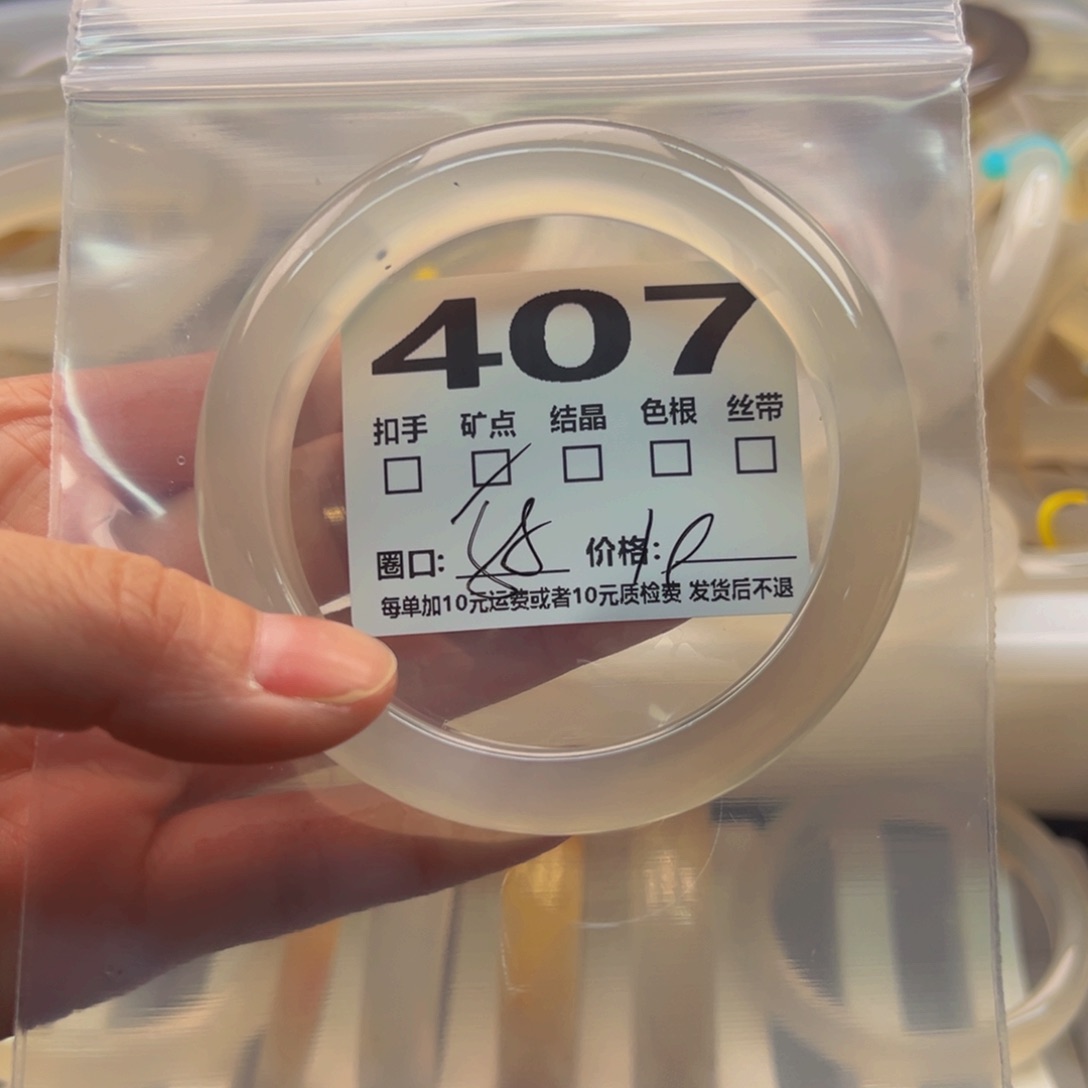 407
扣手 矿点 结晶 色根 丝带
圈口: 58 价格:
每单加10元运费或者10元质检费 发货后不退